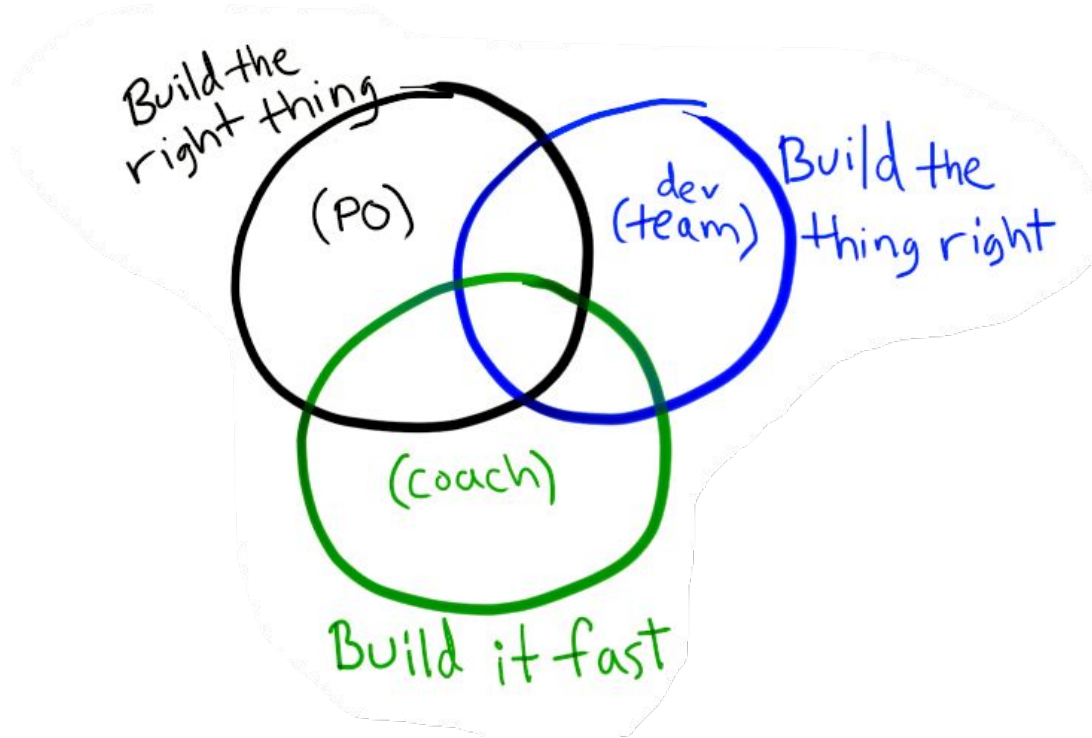 Build the
right thing
(PO)
dev
(team)
Build the
thing right
(coach)
Build it fast